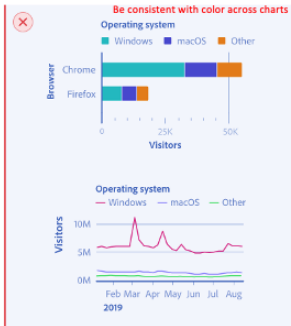 Be consistent with color across charts
Operating system
Windows macOS Other
Browser
Chrome
Firefox
0 25K 50K
Visitors
Operating system
Windows macOS Other
Visitors
10M
5M
0M
Feb Mar Apr May Jun Jul Aug
2019